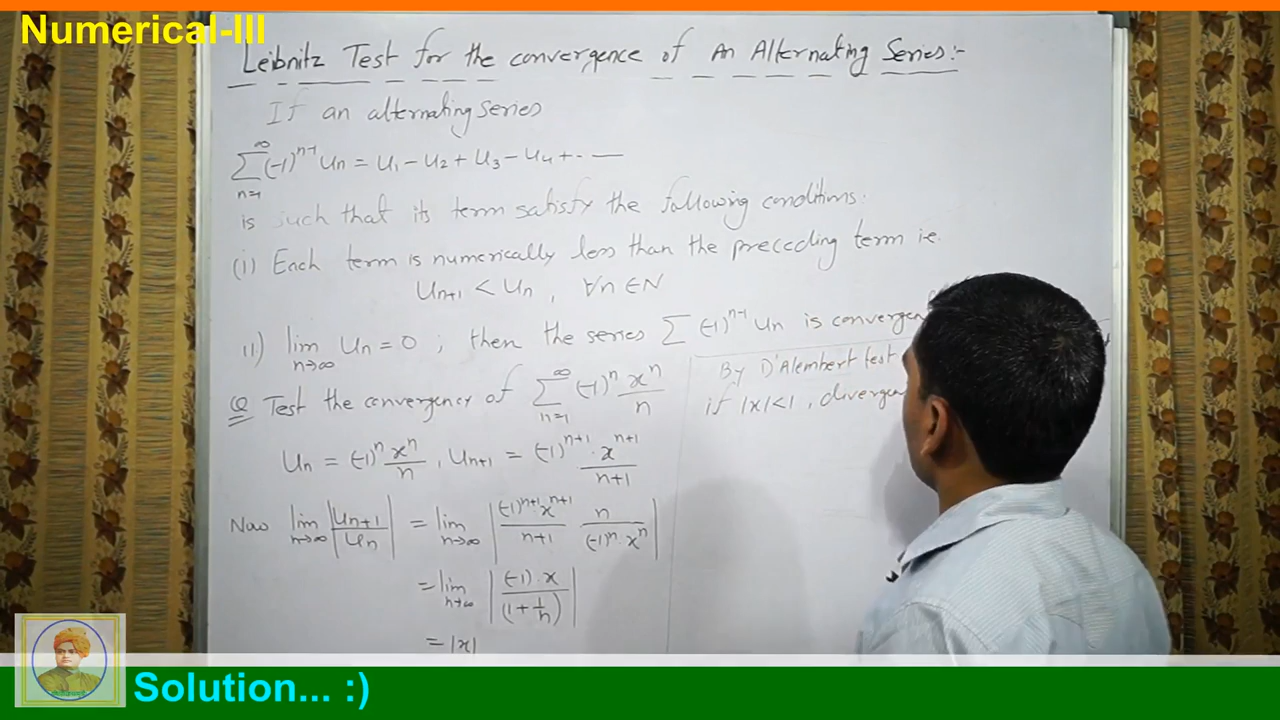 Numerical-III
Leibnitz Test for the convergence of An Alternating Series:-
If an alternating series
∑_{n=1}^{∞} (-1)^{n-1} Un = U1 - U2 + U3 - U4 + - - —
is such that its term satisfy the following conditions:
(i) Each term is numerically less than the preceding term i.e.
Un+1 < Un, ∀n ∈ N
ii) lim_{n→∞} Un = 0 ; then the series ∑ (-1)^{n-1} Un is
Q Test the convergency of ∑_{n=1}^{∞} (-1)^n x^n/n
Un = (-1)^n x^n/n, Un+1 = (-1)^{n+1} · x^{n+1}/n+1
Now lim_{n→∞} |Un+1/Un| = lim_{n→∞} |(-1)^{n+1} · x^{n+1}/n+1 n/(-1)^n · x^n|
= lim_{n→∞} |(-1) · x/(1 + 1/n)|
= |x|
By D'Alembert test
if |x| < 1,
Solution... :)